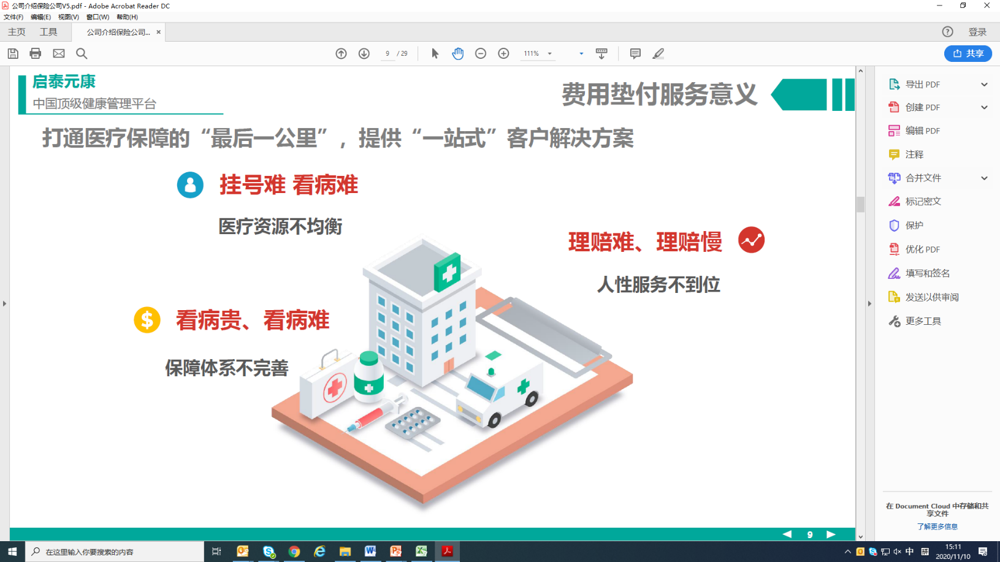 公司介绍保险公司V5.pdf - Adobe Acrobat Reader DC
文件(F) 编辑(E) 视图(V) 窗口(W) 帮助(H)
主页 工具 公司介绍保险公司... × 登录
9 / 29 111% 共享
启泰元康
中国顶级健康管理平台
费用垫付服务意义
打通医疗保障的“最后一公里”，提供“一站式”客户解决方案
挂号难 看病难
医疗资源不均衡
理赔难、理赔慢
人性服务不到位
看病贵、看病难
保障体系不完善
9
导出 PDF
创建 PDF
编辑 PDF
注释
合并文件
标记密文
保护
优化 PDF
填写和签名
发送以供审阅
更多工具
在 Document Cloud 中存储和共
享文件
了解更多信息
在这里输入你要搜索的内容
中 拼
15:11
2020/11/10